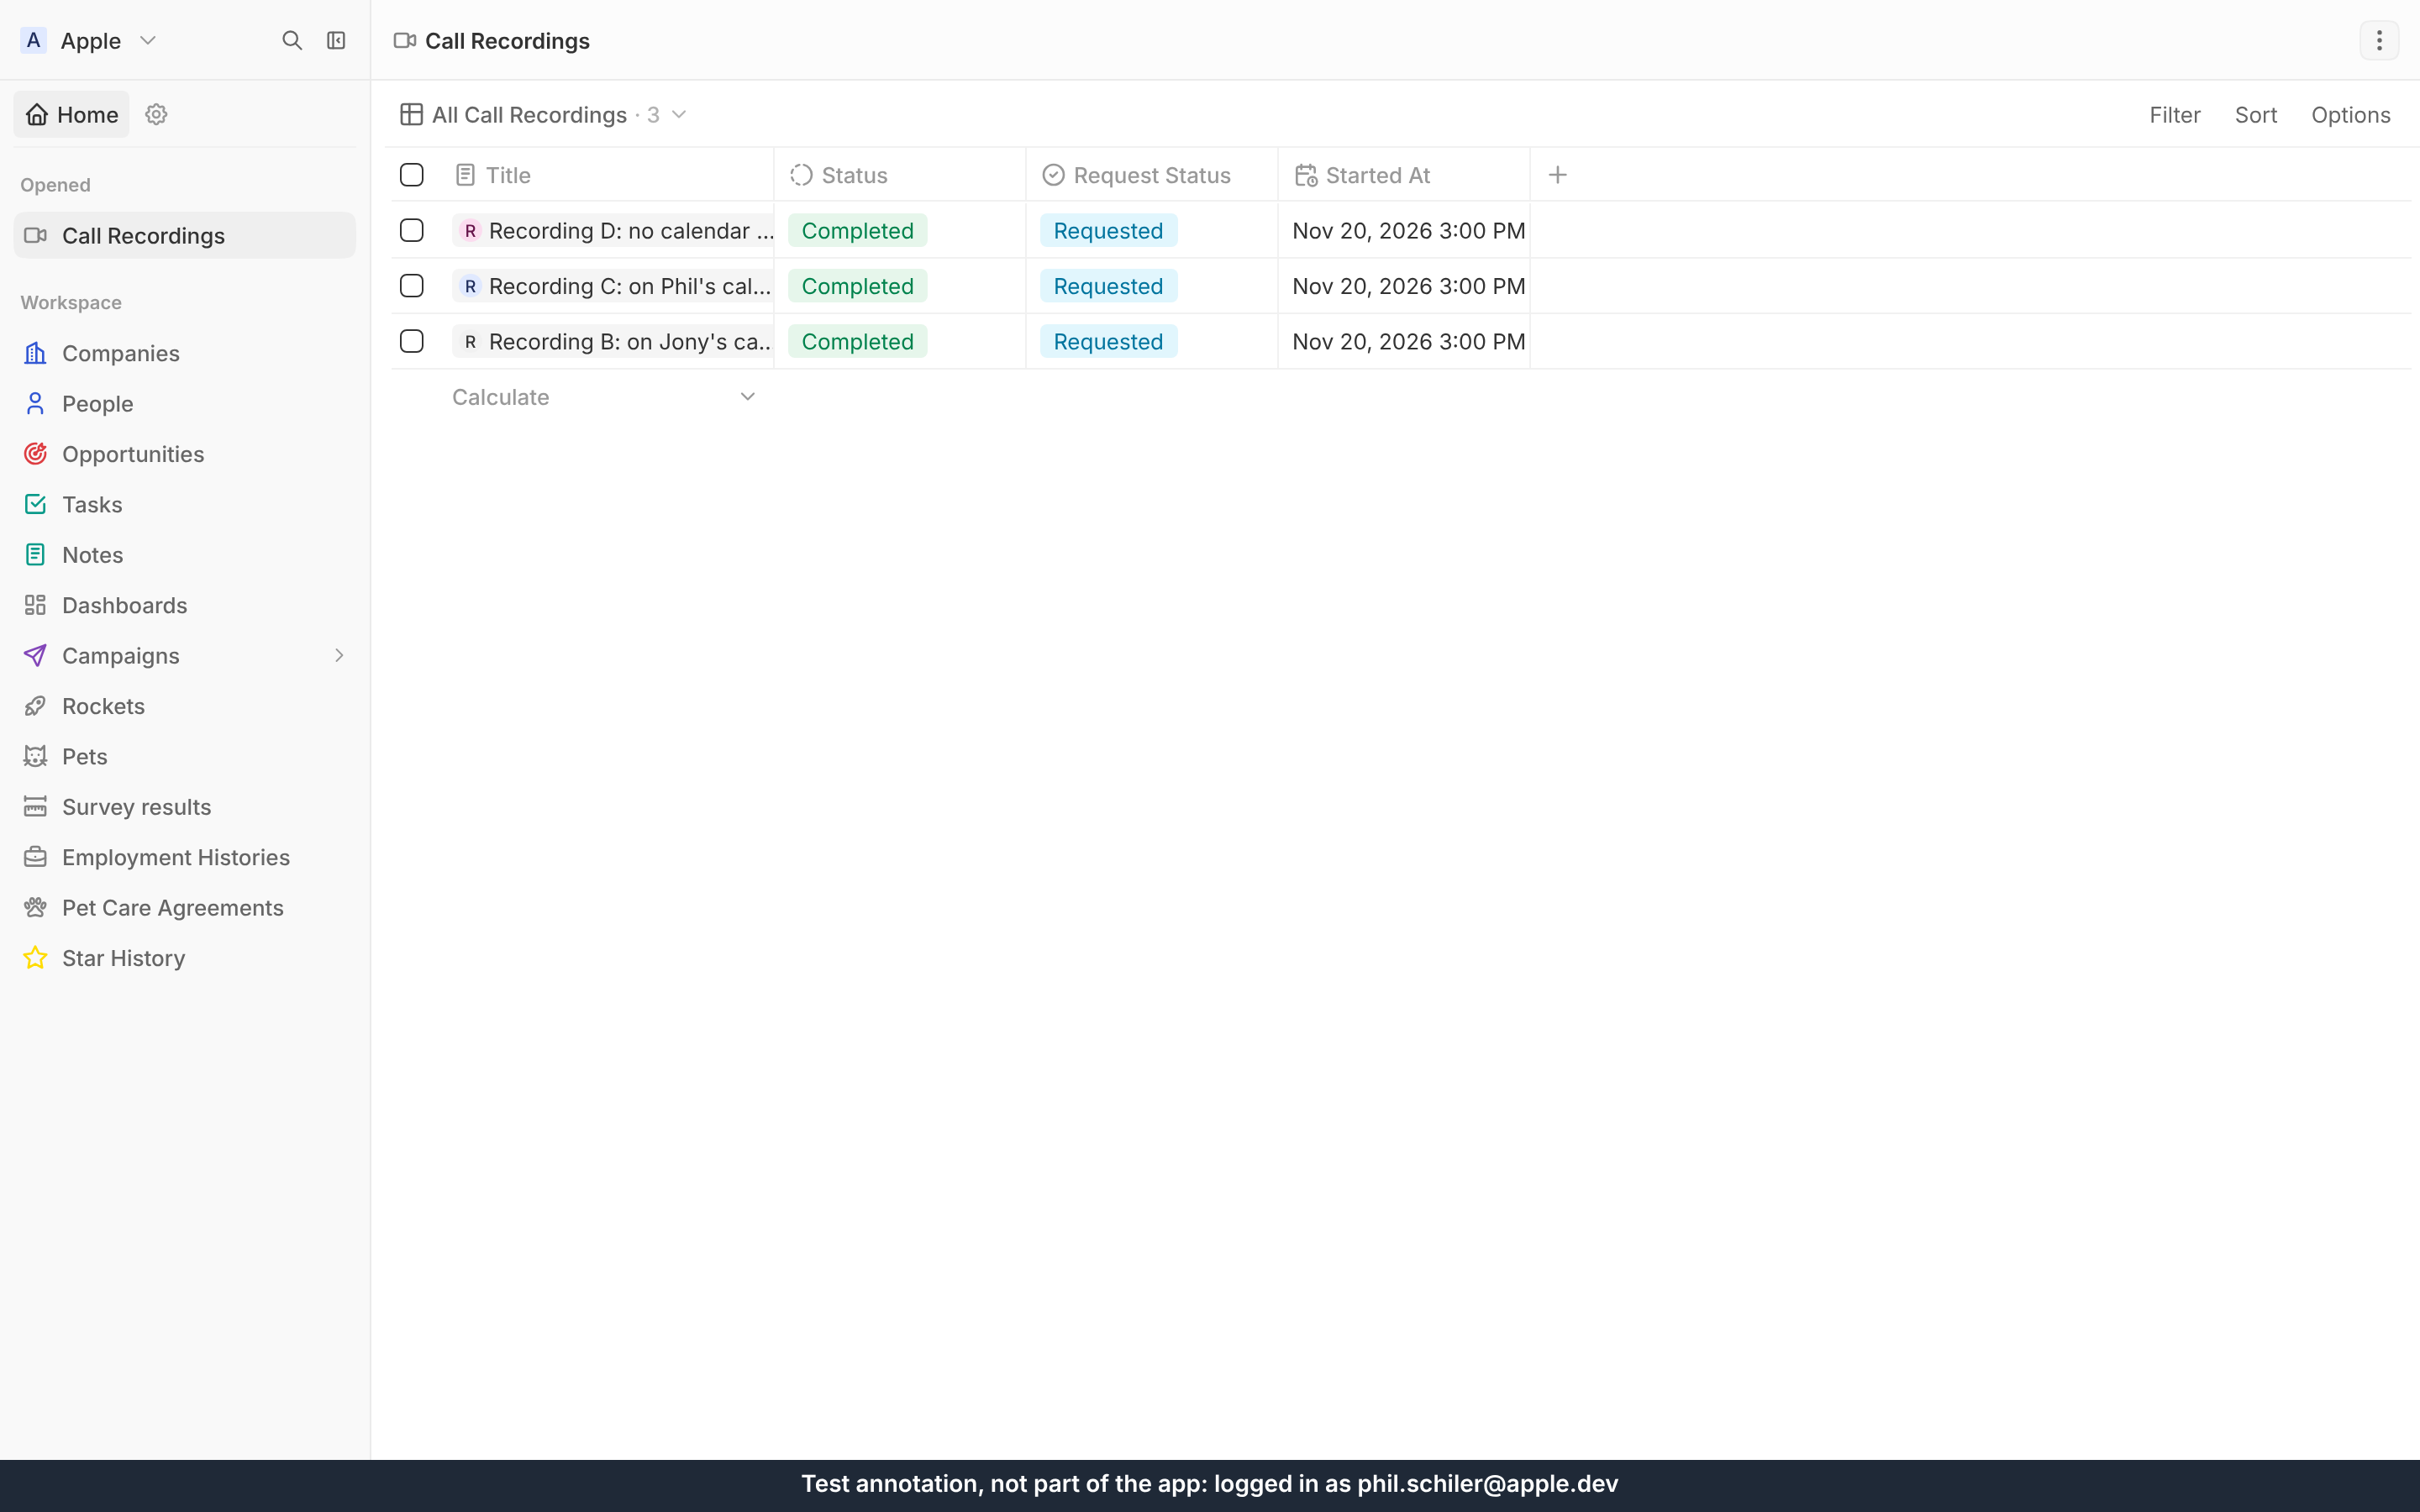 A Apple
Call Recordings
Home
All Call Recordings · 3
Filter Sort Options
Opened
Call Recordings
Title Status Request Status Started At
R Recording D: no calendar ... Completed Requested Nov 20, 2026 3:00 PM
R Recording C: on Phil's cal... Completed Requested Nov 20, 2026 3:00 PM
R Recording B: on Jony's ca... Completed Requested Nov 20, 2026 3:00 PM
Calculate
Workspace
Companies
People
Opportunities
Tasks
Notes
Dashboards
Campaigns
Rockets
Pets
Survey results
Employment Histories
Pet Care Agreements
Star History
Test annotation, not part of the app: logged in as phil.schiler@apple.dev